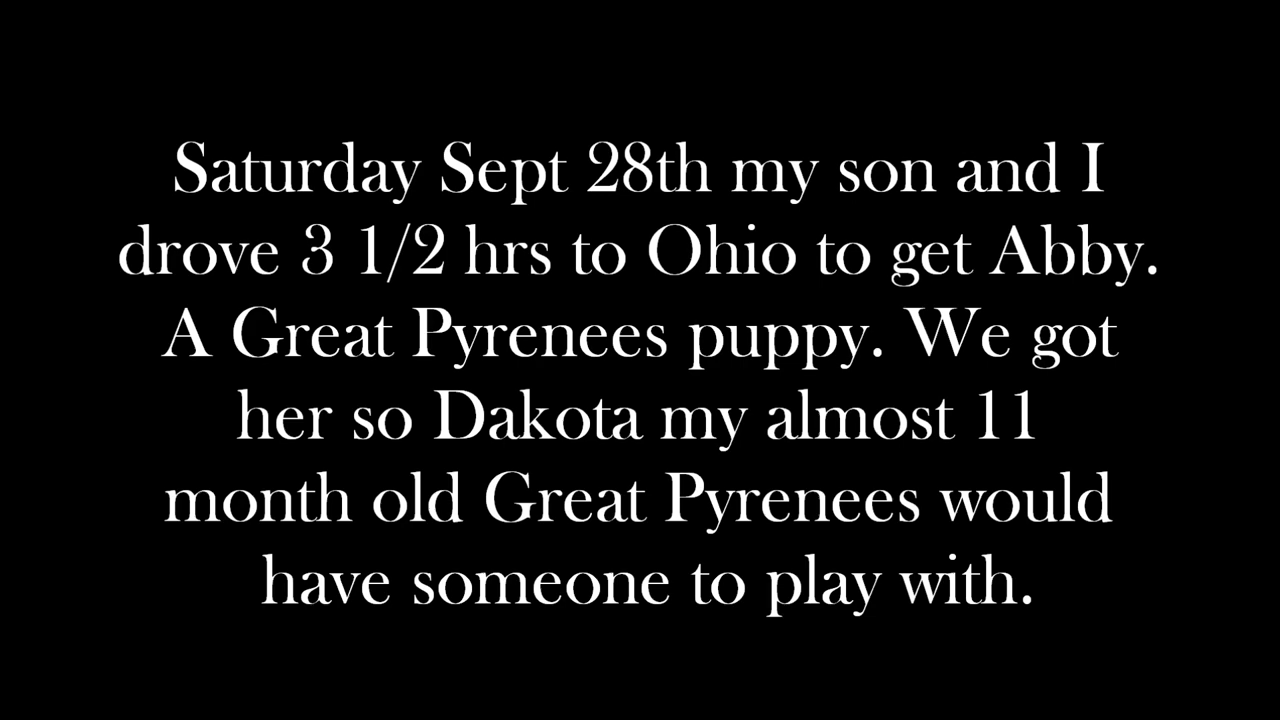 Saturday Sept 28th my son and I
drove 3 1/2 hrs to Ohio to get Abby.
A Great Pyrenees puppy. We got
her so Dakota my almost 11
month old Great Pyrenees would
have someone to play with.